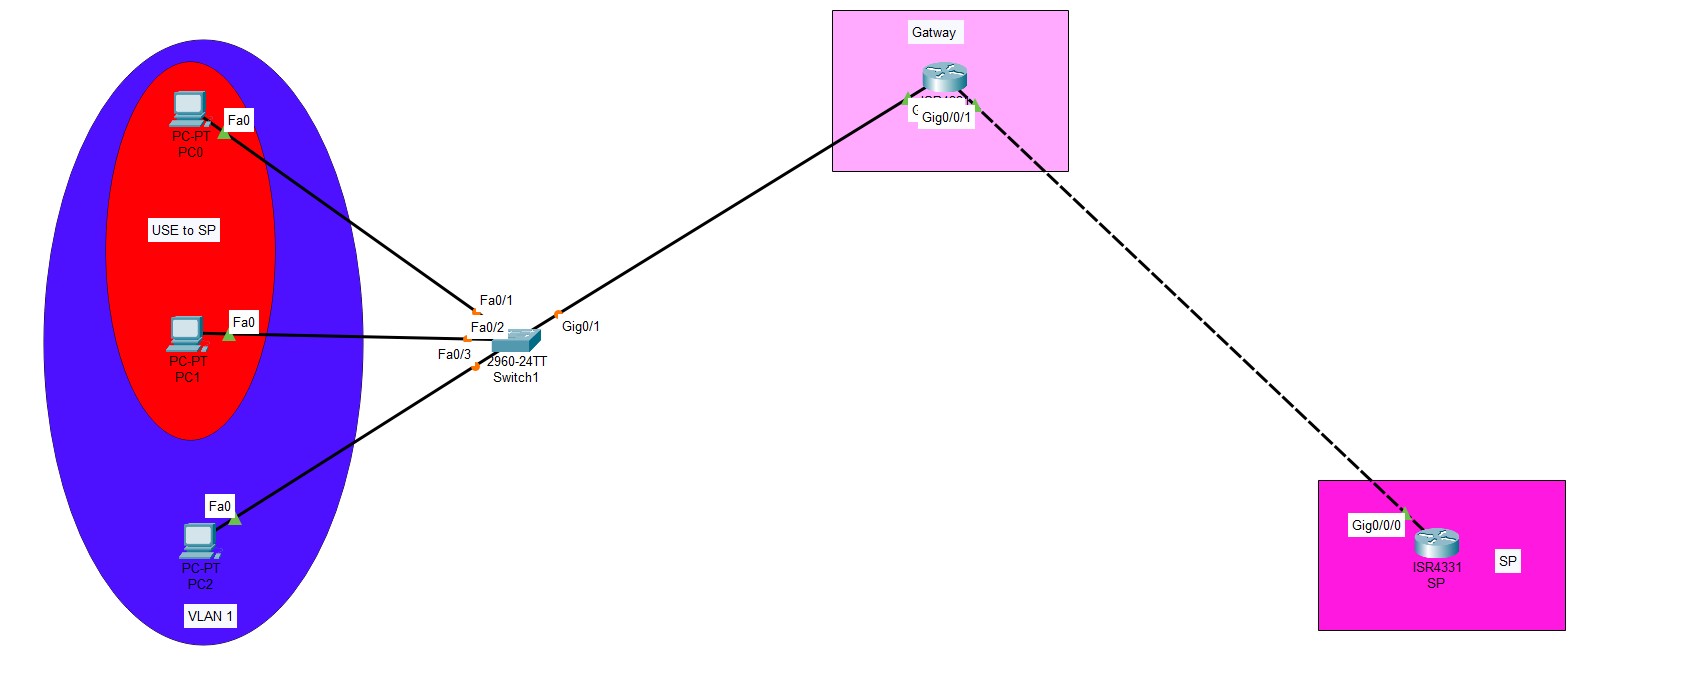 Gatway
Gig0/0/1
Fa0
PC-PT
PC0
USE to SP
Fa0
PC-PT
PC1
Fa0/1
Fa0/2
Fa0/3
Gig0/1
2960-24TT
Switch1
Fa0
PC-PT
PC2
VLAN 1
Gig0/0/0
ISR4331
SP
SP